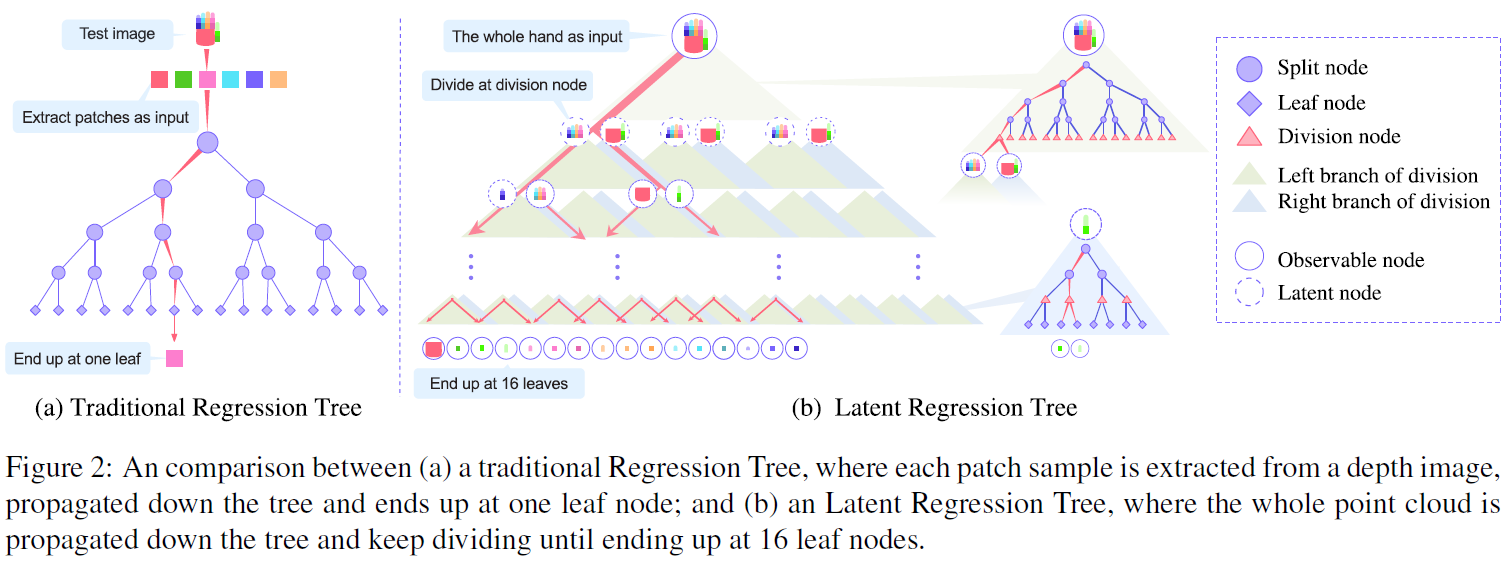 Test image
Extract patches as input
End up at one leaf
(a) Traditional Regression Tree
The whole hand as input
Divide at division node
End up at 16 leaves
(b) Latent Regression Tree
Split node
Leaf node
Division node
Left branch of division
Right branch of division
Observable node
Latent node
Figure 2: An comparison between (a) a traditional Regression Tree, where each patch sample is extracted from a depth image,
propagated down the tree and ends up at one leaf node; and (b) an Latent Regression Tree, where the whole point cloud is
propagated down the tree and keep dividing until ending up at 16 leaf nodes.